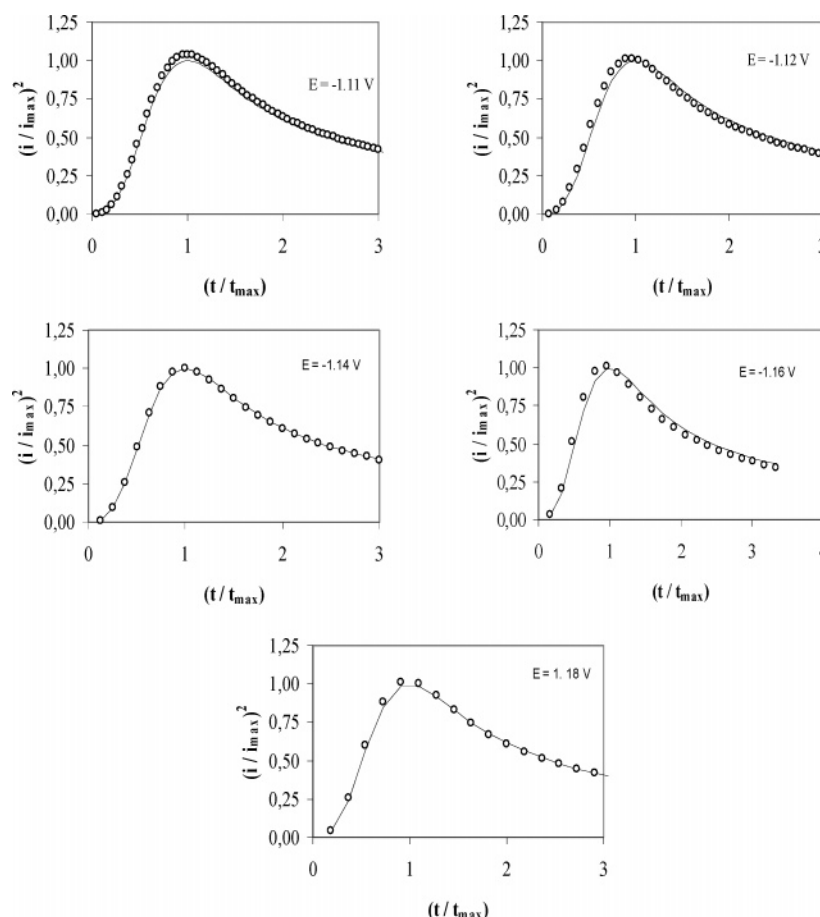 1,25
1,00
0,75
0,50
0,25
0,00
(i / imax)²
E = -1.11 V
0 1 2 3
(t / tmax)
1,25
1,00
0,75
0,50
0,25
0,00
(i / imax)²
E = -1.12 V
0 1 2 3
(t / tmax)
1,25
1,00
0,75
0,50
0,25
0,00
(i / imax)²
E = -1.14 V
0 1 2 3
(t / tmax)
1,25
1,00
0,75
0,50
0,25
0,00
(i / imax)²
E = -1.16 V
0 1 2 3 4
(t / tmax)
1,25
1,00
0,75
0,50
0,25
0,00
(i / imax)²
E = 1. 18 V
0 1 2 3
(t / tmax)